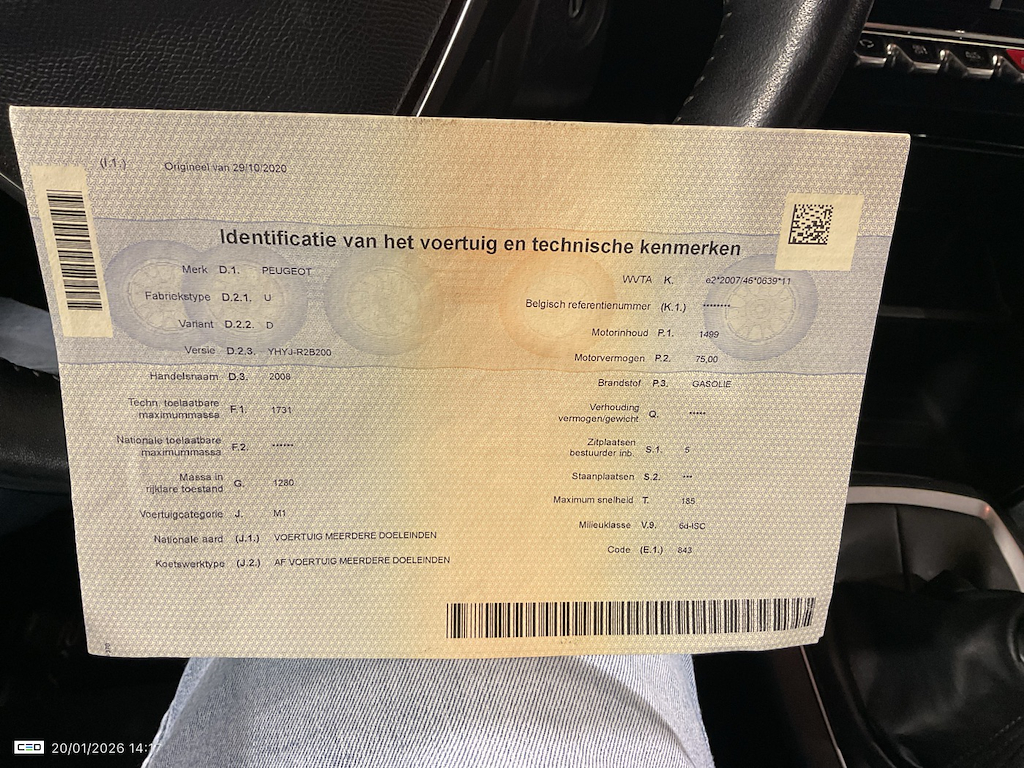 (I.1.) Origineel van 29/10/2020
Identificatie van het voertuig en technische kenmerken
Merk D.1. PEUGEOT
Fabriekstype D.2.1. U
Variant D.2.2. D
Versie D.2.3. YHYJ-R2B200
Handelsnaam D.3. 2008
Techn. toelaatbare
maximummassa F.1. 1731
Nationale toelaatbare
maximummassa F.2. ******
Massa in
rijklare toestand G. 1280
Voertuigcategorie J. M1
Nationale aard (J.1.) VOERTUIG MEERDERE DOELEINDEN
Koetswerktype (J.2.) AF VOERTUIG MEERDERE DOELEINDEN
WVTA K. e2*2007/46*0639*11
Belgisch referentienummer (K.1.) ********
Motorinhoud P.1. 1499
Motorvermogen P.2. 75,00
Brandstof P.3. GASOLIE
Verhouding
vermogen/gewicht Q. *****
Zitplaatsen
bestuurder inb. S.1. 5
Staanplaatsen S.2. ***
Maximum snelheid T. 185
Milieuklasse V.9. 6d-ISC
Code (E.1.) 843
CEO 20/01/2026